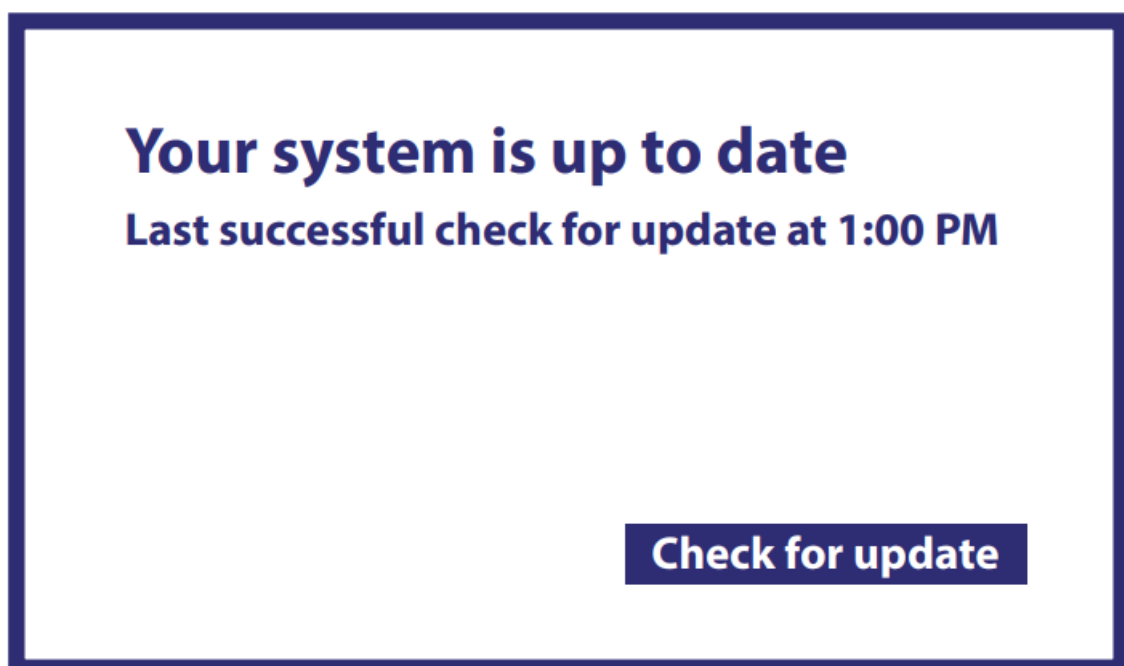 Your system is up to date
Last successful check for update at 1:00 PM
Check for update